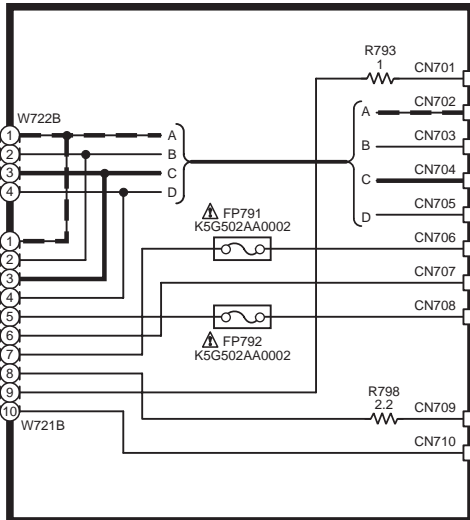 R793
1
CN701
CN702
W722B
1
A
A
CN703
2
B
B
3
C
C
CN704
4
D
D
CN705
FP791
K5G502AA0002
CN706
1
2
CN707
3
4
CN708
5
6
FP792
K5G502AA0002
7
8
R798
2.2
CN709
9
10
W721B
CN710